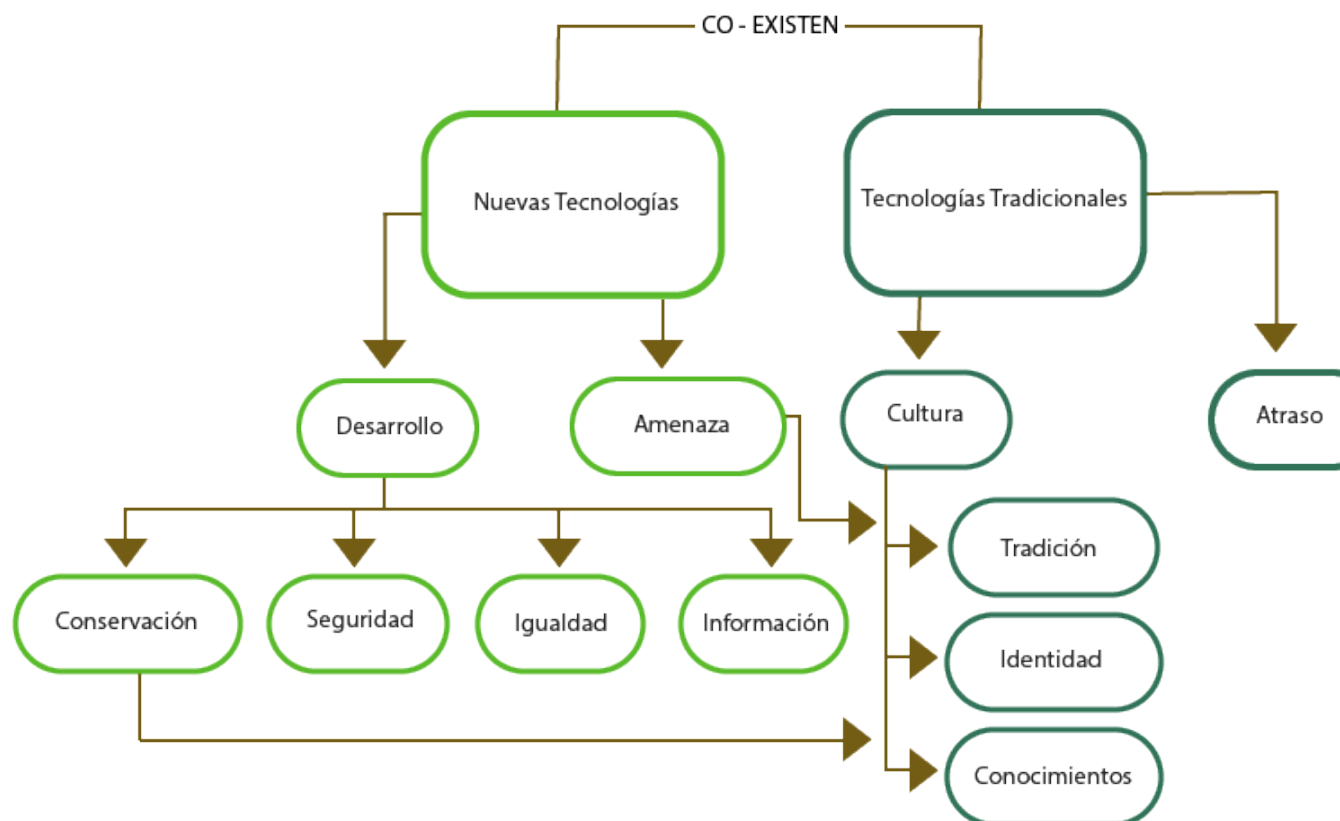 CO - EXISTEN
Nuevas Tecnologías
Tecnologías Tradicionales
Desarrollo
Amenaza
Cultura
Atraso
Tradición
Conservación
Seguridad
Igualdad
Información
Identidad
Conocimientos